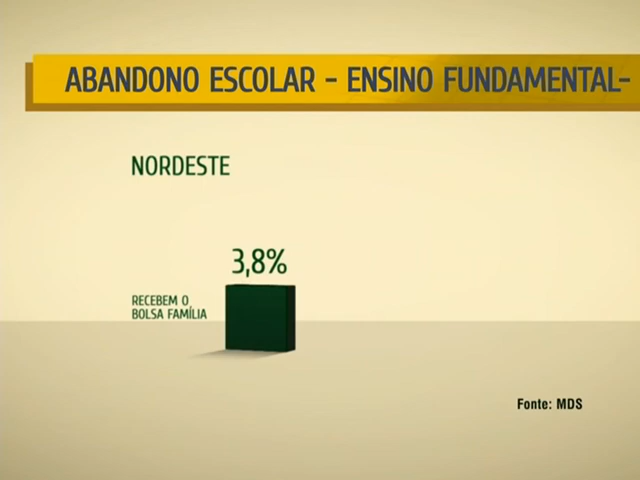 ABANDONO ESCOLAR - ENSINO FUNDAMENTAL-
NORDESTE
3,8%
RECEBEM O
BOLSA FAMÍLIA
Fonte: MDS